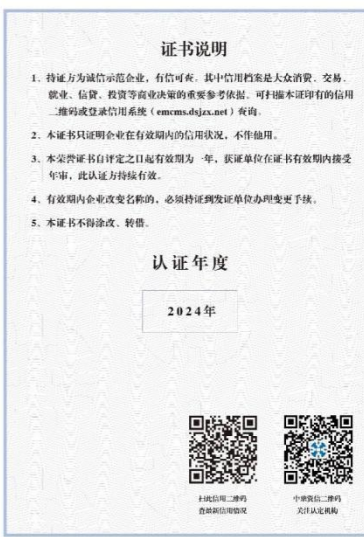 证书说明
1、持证方为诚信示范企业，有信可查。其中信用档案是大众消费、交易、
就业、信贷、投资等商业决策的重要参考依据。可扫描本证印有的信用
二维码或登录信用系统（emcms.dsjzx.net）查询。
2、本证书只证明企业在有效期内的信用状况，不作他用。
3、本荣誉证书自评定之日起有效期为一年，获证单位在证书有效期内接受
年审，此认证方持续有效。
4、有效期内企业改变名称的，必须持证到发证单位办理变更手续。
5、本证书不得涂改、转借。
认证年度
2024年
扫此信用二维码
查最新信用情况
中录资信二维码
关注认定机构